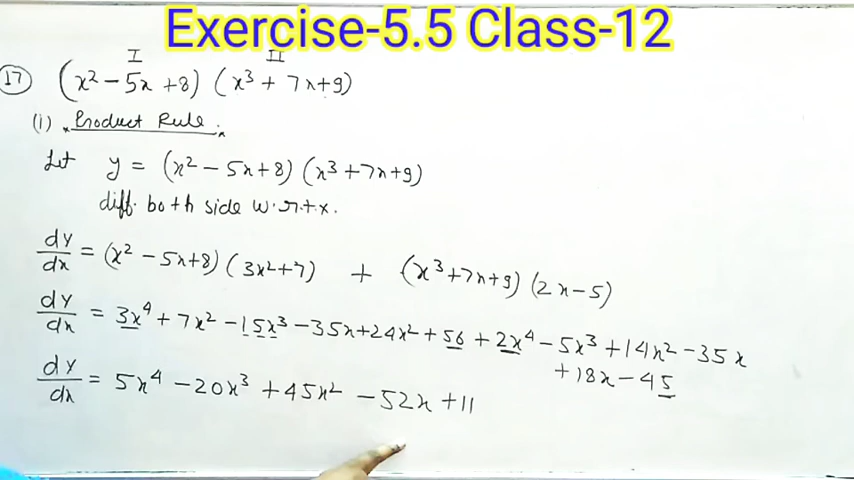 Exercise-5.5 Class-12
I II
17 (x² - 5x + 8) (x³ + 7x + 9)
(i) Product Rule.
Let y = (x² - 5x + 8) (x³ + 7x + 9)
diff. both side w.r.t x.
dy/dx = (x² - 5x + 8) (3x² + 7) + (x³ + 7x + 9) (2x - 5)
dy/dx = 3x⁴ + 7x² - 15x³ - 35x + 24x² + 56 + 2x⁴ - 5x³ + 14x² - 35x
+ 18x - 45
dy/dx = 5x⁴ - 20x³ + 45x² - 52x + 11